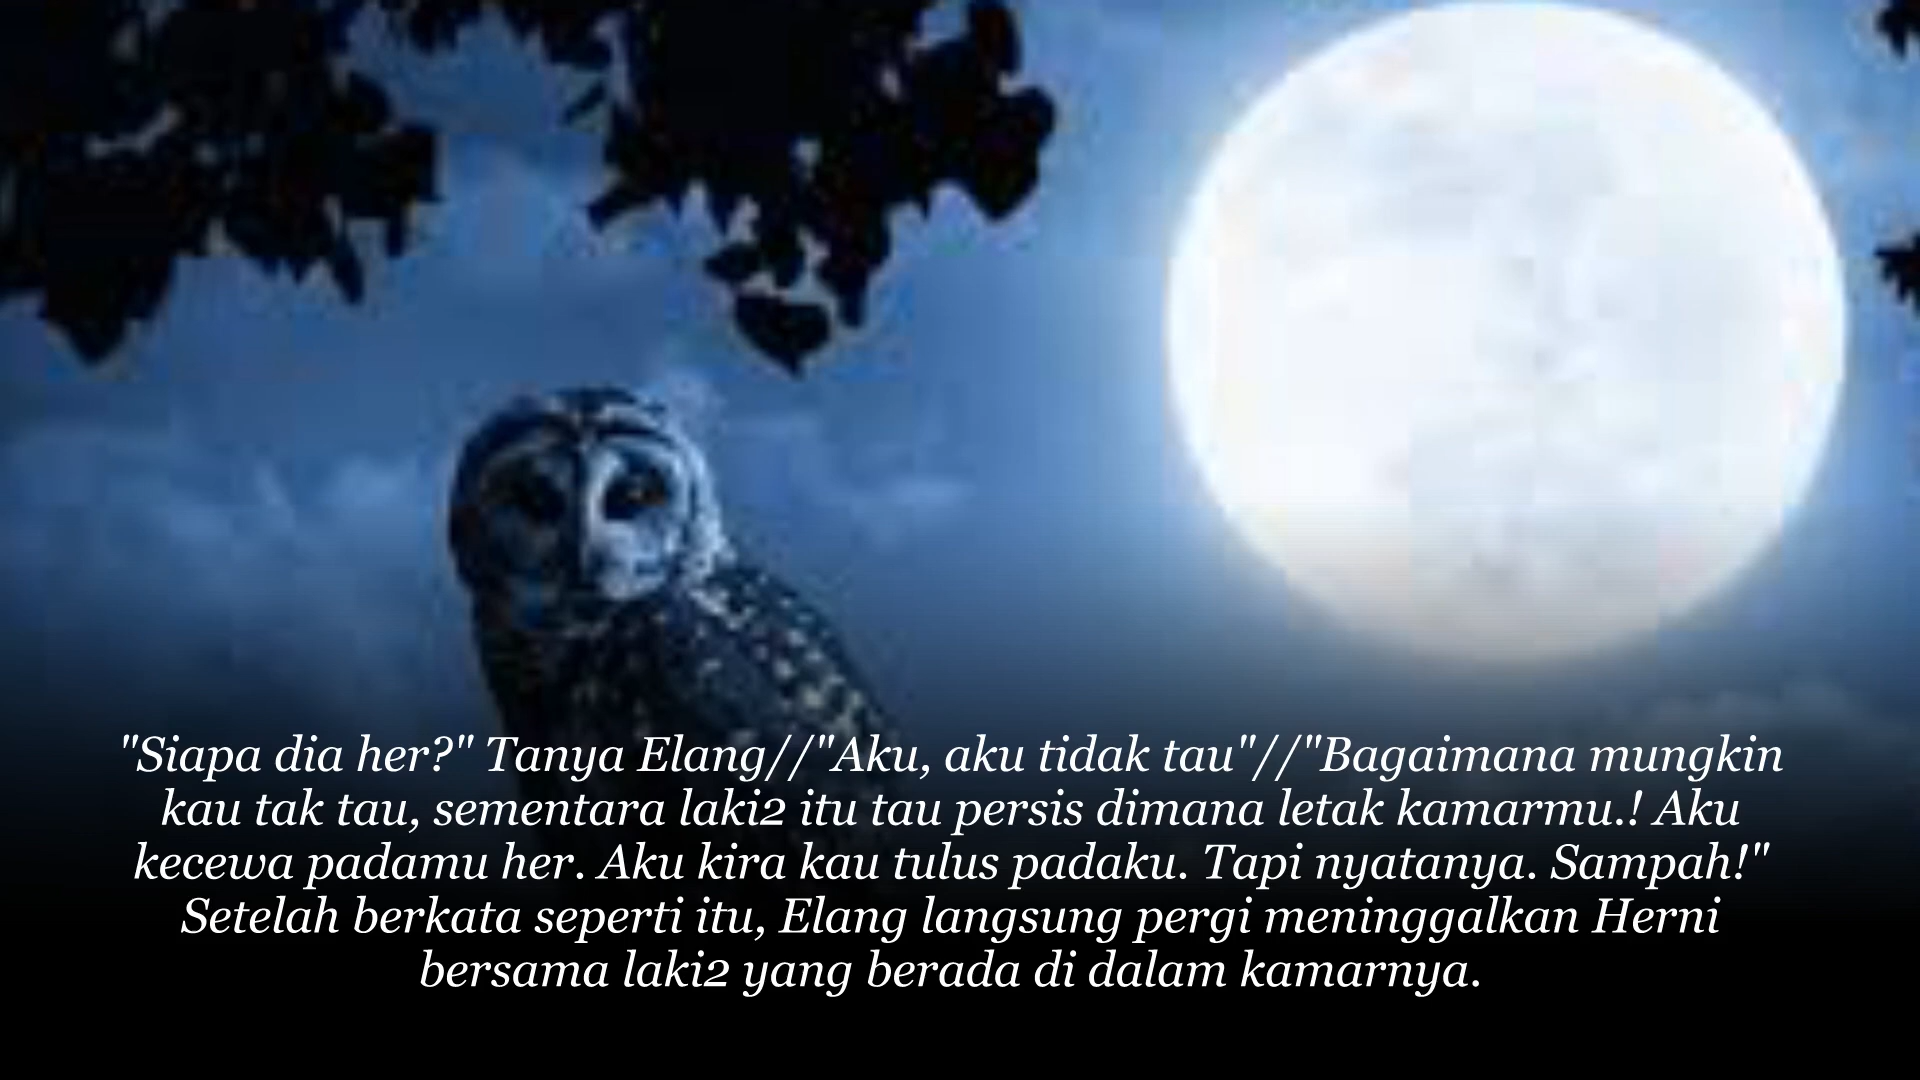 "Siapa dia her?" Tanya Elang//"Aku, aku tidak tau"//"Bagaimana mungkin
kau tak tau, sementara laki2 itu tau persis dimana letak kamarmu.! Aku
kecewa padamu her. Aku kira kau tulus padaku. Tapi nyatanya. Sampah!"
Setelah berkata seperti itu, Elang langsung pergi meninggalkan Herni
bersama laki2 yang berada di dalam kamarnya.